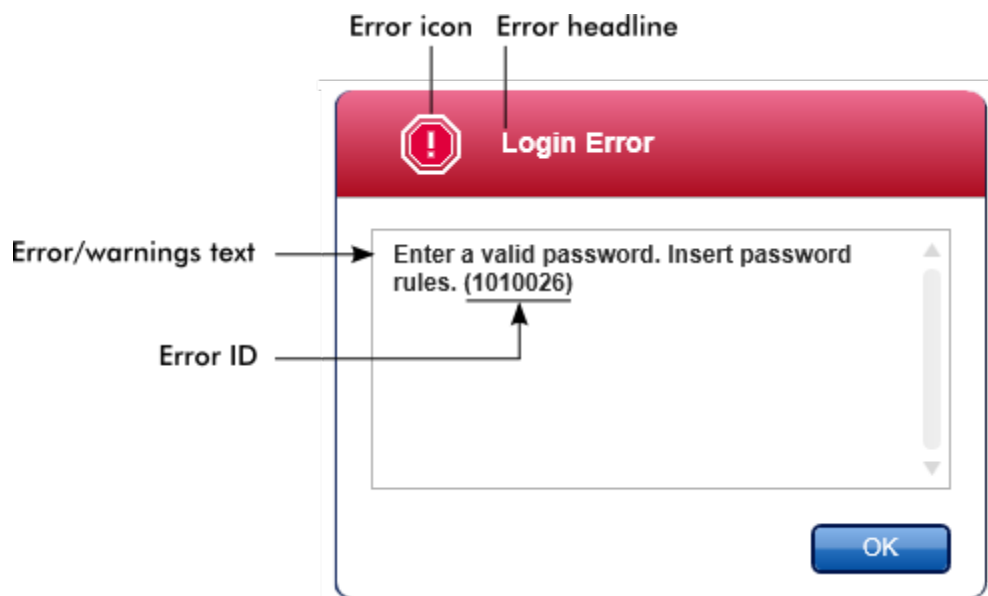 Error icon Error headline
Login Error
Error/warnings text
Enter a valid password. Insert password
rules. (1010026)
Error ID
OK